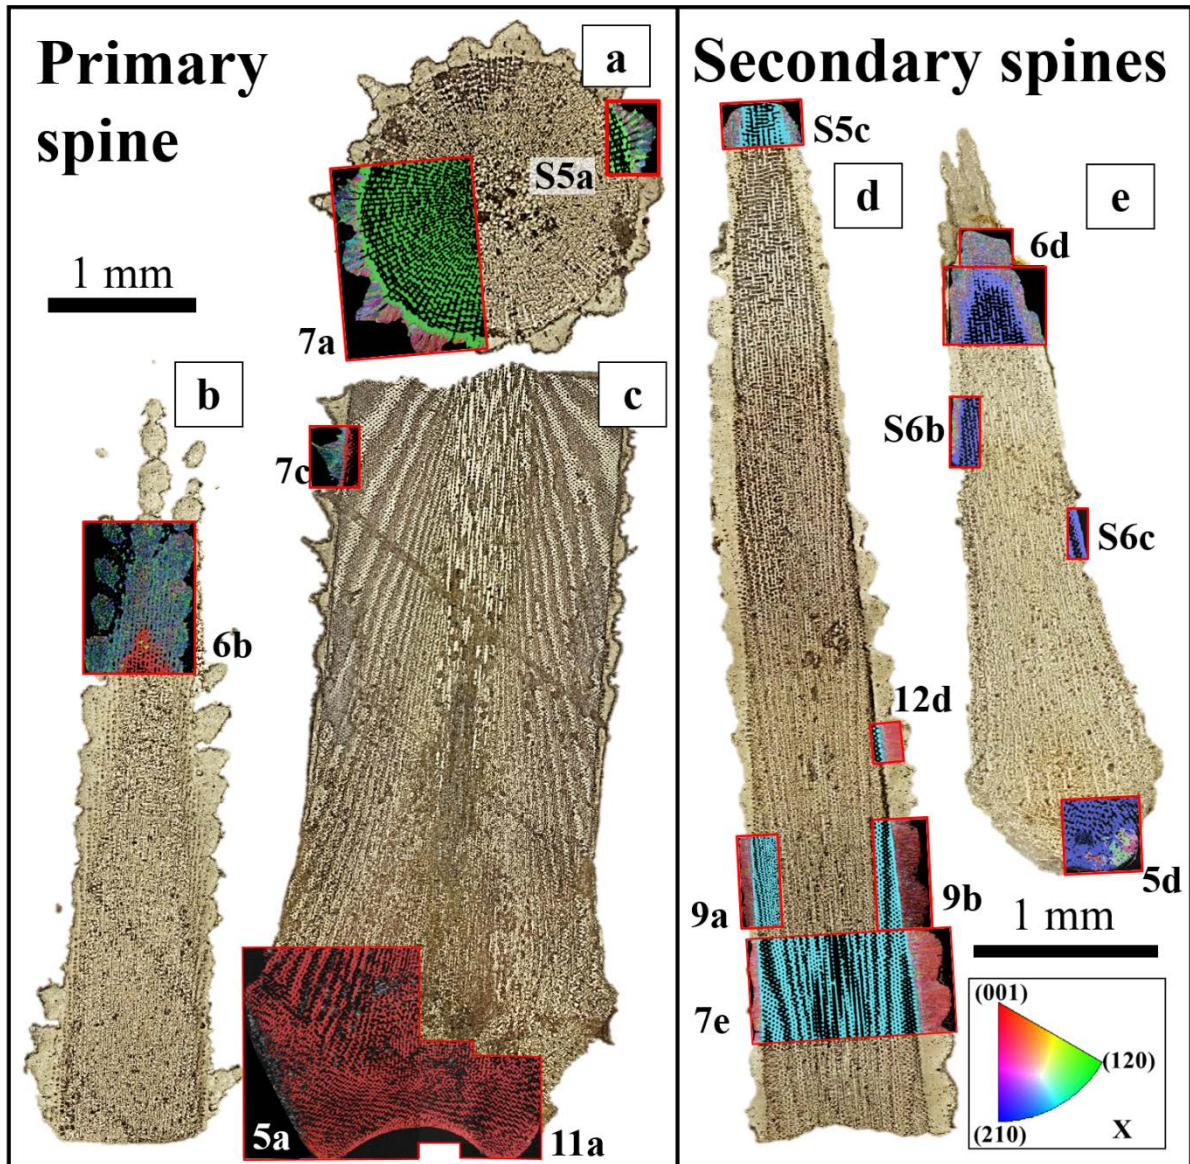 Primary
spine
a
S5a
1 mm
7a
b
c
7c
6b
5a
11a
Secondary spines
S5c
d
e
6d
S6b
S6c
12d
9a
9b
5d
1 mm
7e
(001)
(120)
(210)
X